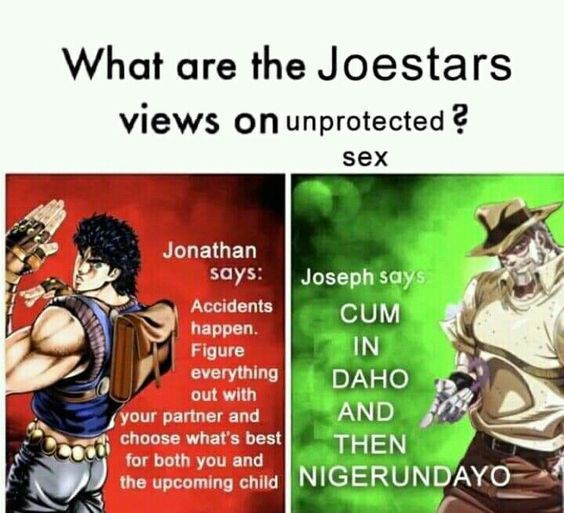 What are the Joestars
views on unprotected ?
sex
Jonathan
says:
Accidents
happen.
Figure
everything
out with
your partner and
choose what's best
for both you and
the upcoming child
Joseph says
CUM
IN
DAHO
AND
THEN
NIGERUNDAYO